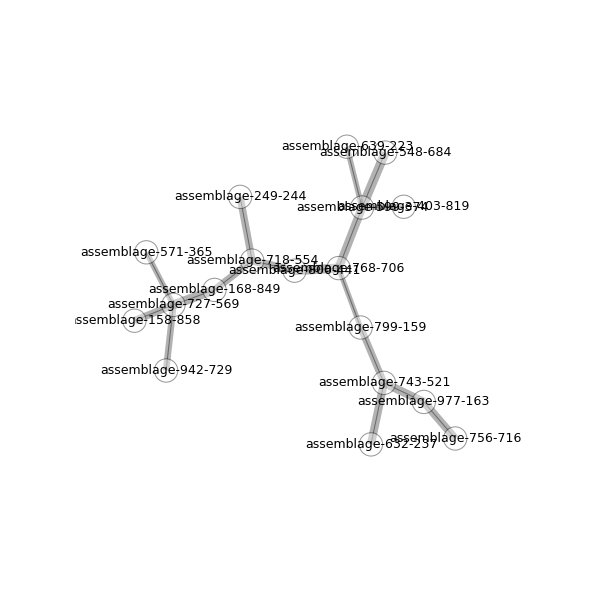 assemblage-639-223
assemblage-548-684
assemblage-249-244
assemblage-403-819
assemblage-571-365
assemblage-718-554
assemblage-768-706
assemblage-168-849
assemblage-727-569
assemblage-158-858
assemblage-799-159
assemblage-942-729
assemblage-743-521
assemblage-977-163
assemblage-756-716
assemblage-632-237